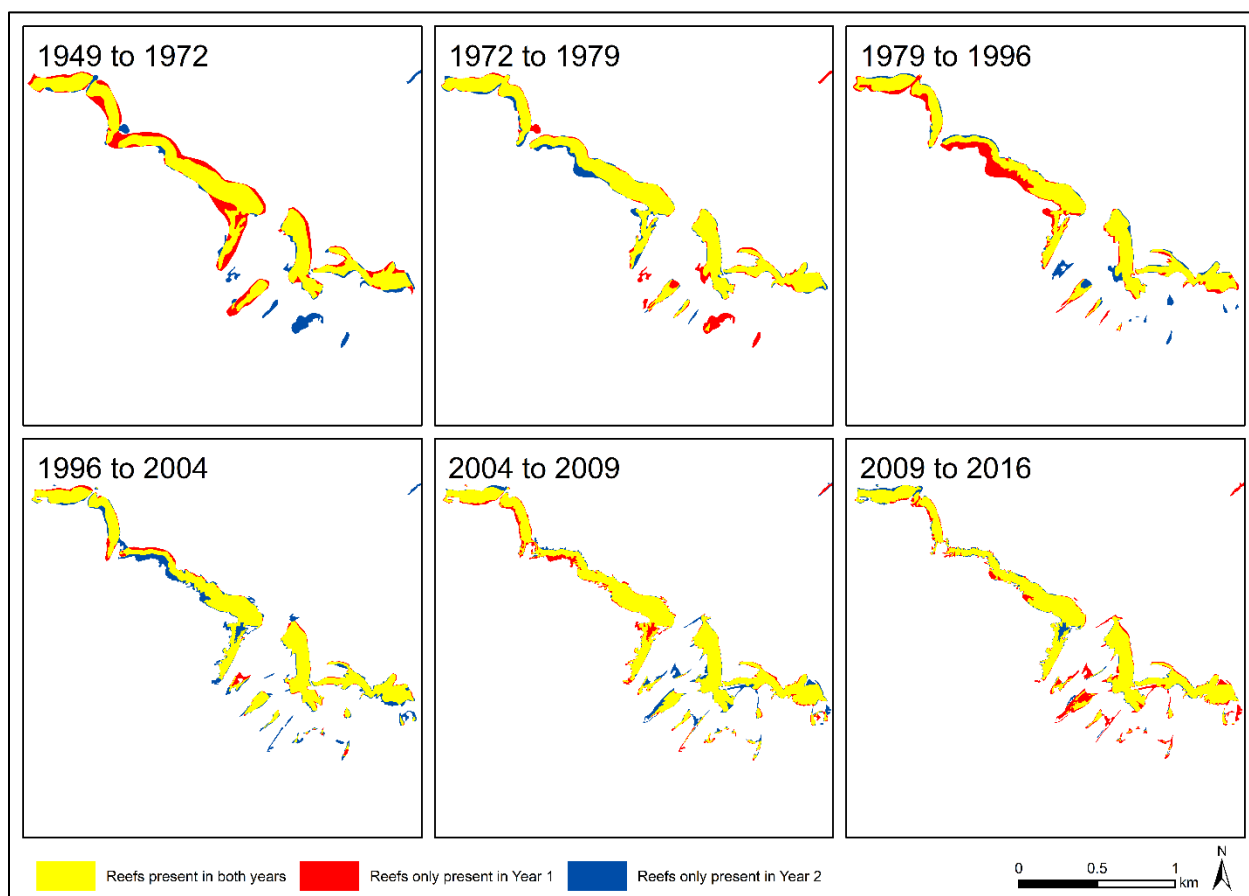 1949 to 1972
1972 to 1979
1979 to 1996
1996 to 2004
2004 to 2009
2009 to 2016
Reefs present in both years
Reefs only present in Year 1
Reefs only present in Year 2
0 0.5 1
km
N